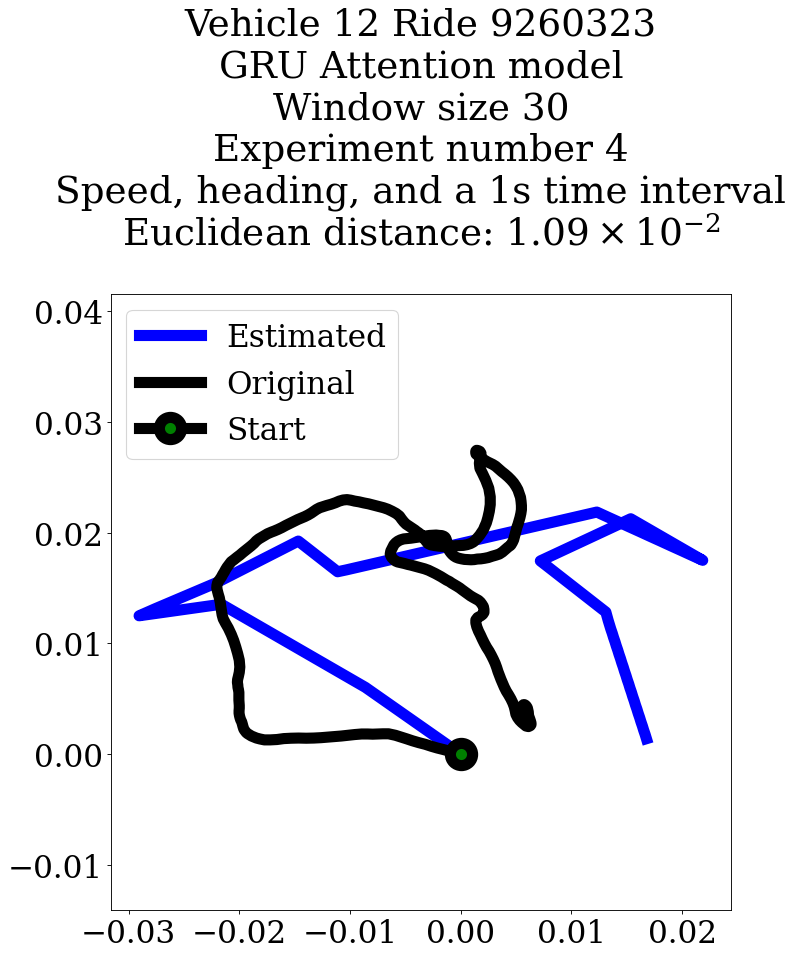 Vehicle 12 Ride 9260323
GRU Attention model
Window size 30
Experiment number 4
Speed, heading, and a 1s time interval
Euclidean distance: 1.09 × 10⁻²
0.04
0.03
0.02
0.01
0.00
−0.01
Estimated
Original
Start
−0.03 −0.02 −0.01 0.00 0.01 0.02